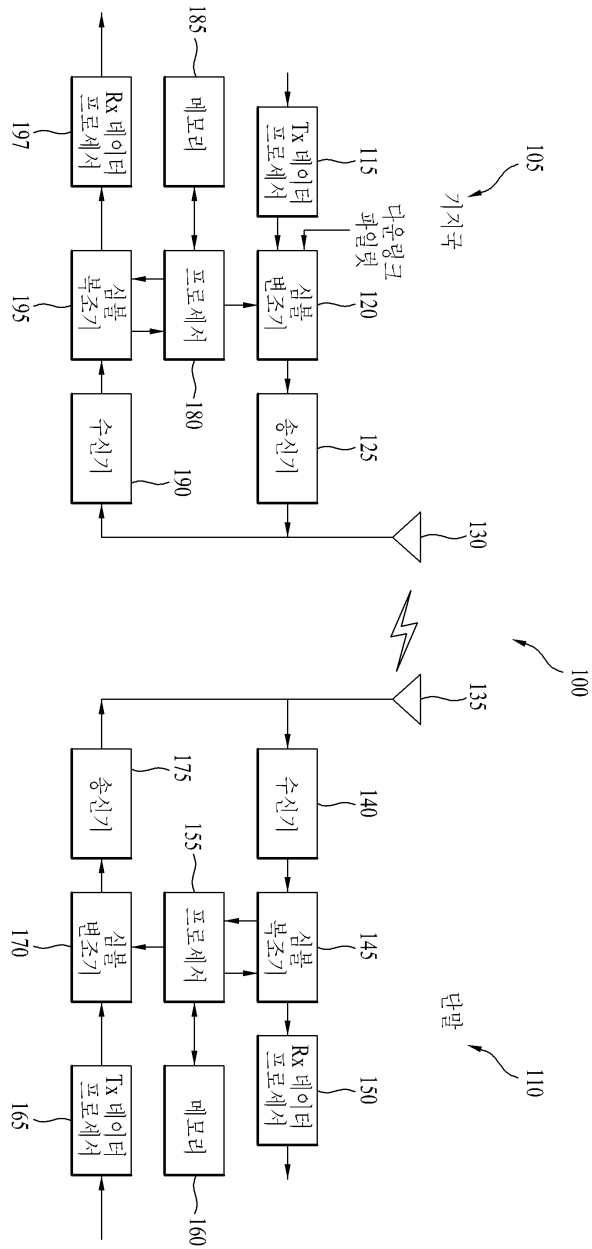 100
105
기지국
110
단말
130
135
다운링크
파일럿
115
Tx 데이터
프로세서
120
심볼
변조기
125
송신기
140
수신기
145
심볼
복조기
150
Rx 데이터
프로세서
185
메모리
프로세서
180
155
프로세서
메모리
160
Rx 데이터
프로세서
197
심볼
복조기
195
수신기
190
송신기
175
심볼
변조기
170
Tx 데이터
프로세서
165